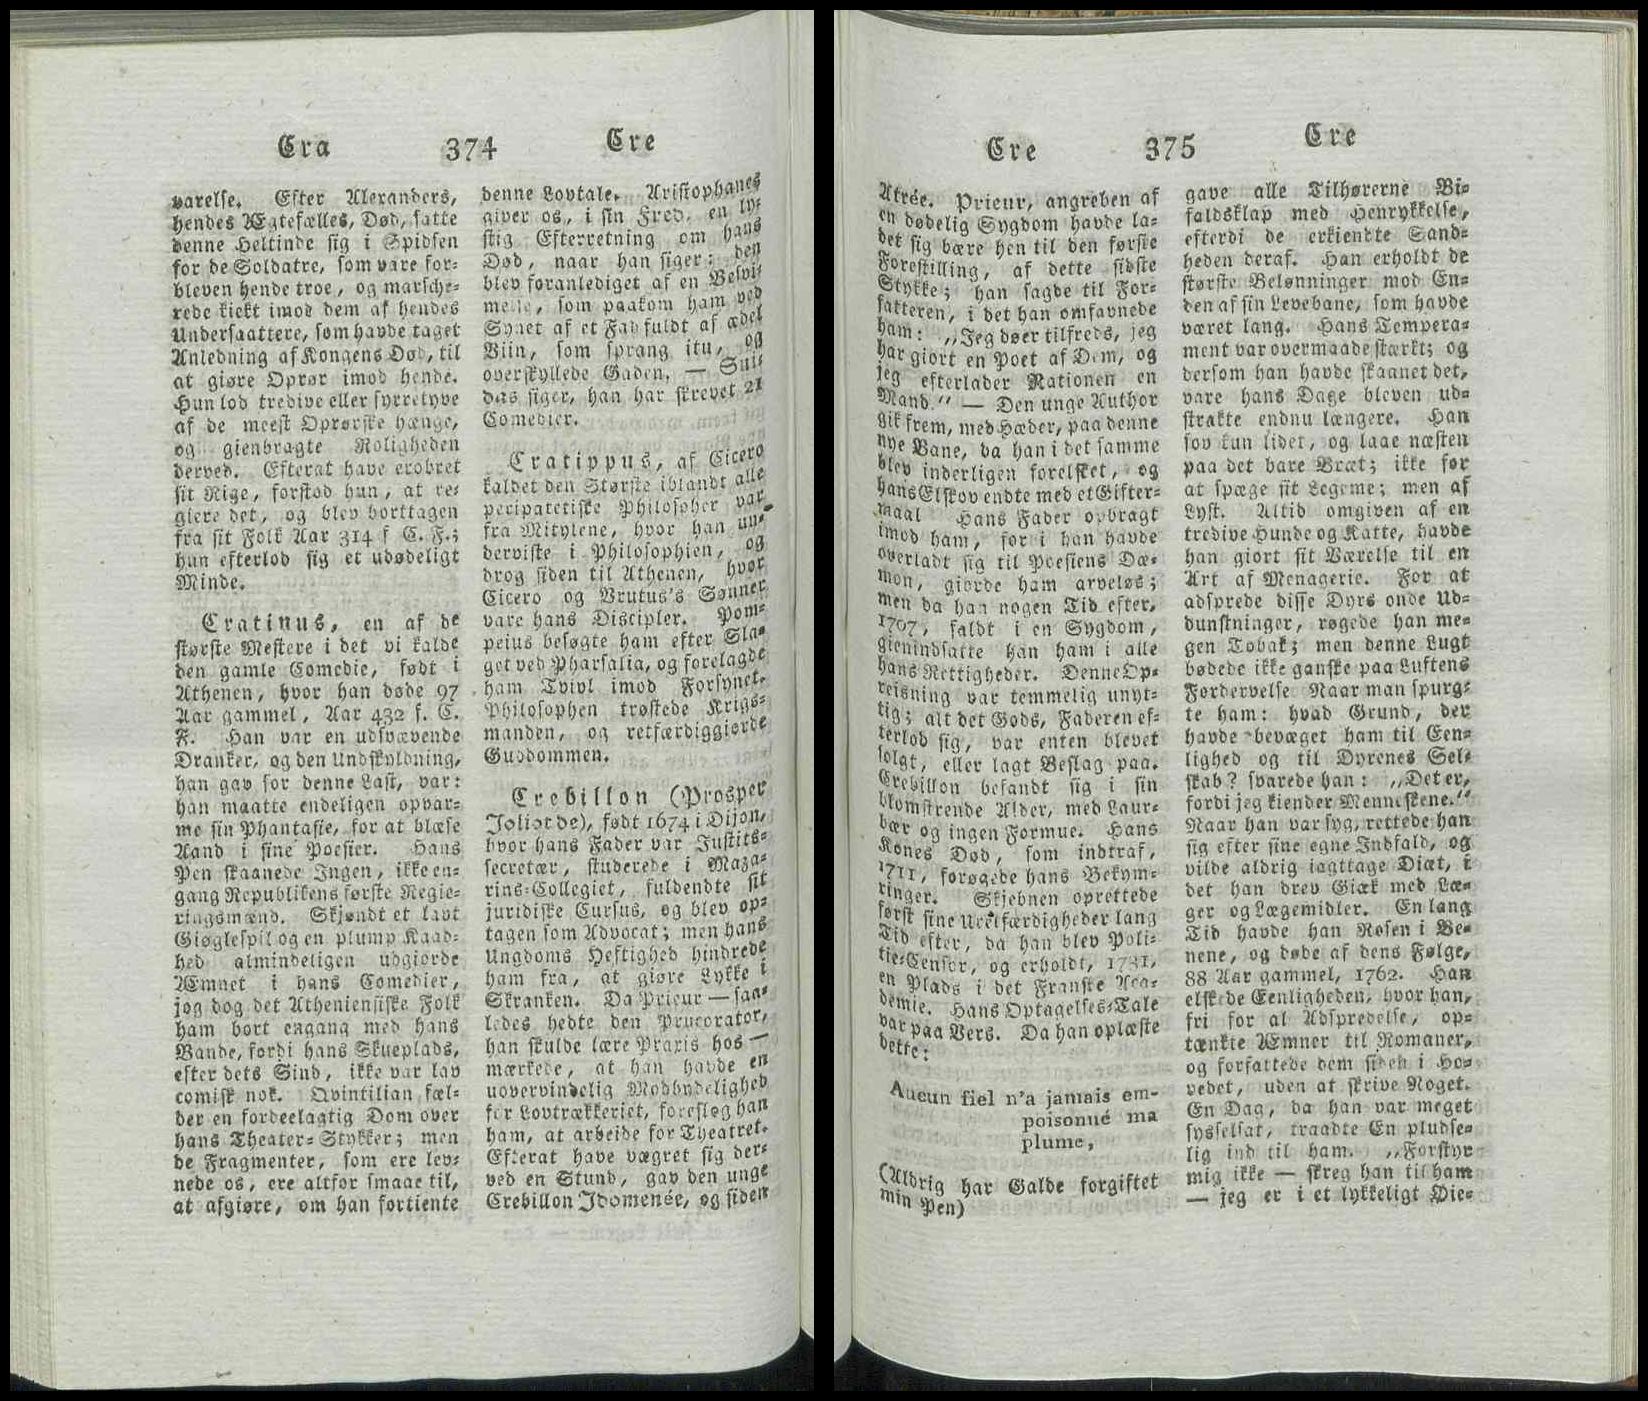 Cra 374 Cre
varelse. Efter Alexanders,
hendes Ægtefælles, Død, satte
denne Heltinde sig i Spidsen
for de Soldatre, som vare for-
bleven hende troe, og marsche-
rede kiekt imod dem af hendes
Undersaattere, som havde taget
Anledning af Kongens Død, til
at giøre Oprør imod hende.
Hun lod tredive eller fyrretyve
af de meest Oprørske hænge,
og gienbragte Roligheden
derved. Efterat have erobret
sit Rige, forstod hun, at re-
giere det, og blev borttagen
fra sit Folk Aar 314 f C. F.;
hun efterlod sig et udødeligt
Minde.
Cratinus, en af de
største Mestere i det vi kalde
den gamle Comedie, født i
Athenen, hvor han døde 97
Aar gammel, Aar 432 f. C.
F. Han var en udsvævende
Dranker, og den Undskyldning,
han gav for denne Last, var:
han maatte endeligen opvar-
me sin Phantasie, for at blæse
Aand i sine Poesier. Hans
Pen skaanede Ingen, ikke en-
gang Republikens første Regie-
ringsmænd. Skjøndt et lavt
Giøglespil og en plump Kaad-
hed almindeligen udgiorde
Æmnet i hans Comedier,
jog dog det Atheniensiske Folk
ham bort engang med hans
Bande, fordi hans Skueplads,
efter dets Sind, ikke var lav
comisk nok. Qvintilian fæl-
der en fordeelagtig Dom over
hans Theater-Stykker; men
de Fragmenter, som ere lev-
nede os, ere altfor smaae til,
at afgiøre, om han fortiente
denne Lovtale. Aristophanes
giver os, i sin Fred, en ly-
stig Efterretning om hans
Død, naar han siger: den
blev foranlediget af en Besvi-
melse, som paakom ham ved
Synet af et Fad fuldt af ædel
Viin, som sprang itu, og
overskyllede Gaden. — Sui-
das siger, han har skrevet 21
Comedier.
Cratippus, af Cicero
kaldet den Største iblandt alle
peripatetiske Philosopher var
fra Mitylene, hvor han un-
derviste i Philosophien, og
drog siden til Athenen, hvor
Cicero og Brutus's Sønner
vare hans Discipler. Pom-
peius besøgte ham efter Sla-
get ved Pharsalia, og forelagde
ham Tvivl imod Forsynet.
Philosophen trøstede Krigs-
manden, og retfærdiggiorde
Guddommen.
Crebillon (Prosper
Joliot de), født 1674 i Dijon,
hvor hans Fader var Justits-
secretær, studerede i Maza-
rins-Collegiet, fuldendte sit
juridiske Cursus, og blev op-
tagen som Advocat; men hans
Ungdoms Heftighed hindrede
ham fra, at giøre Lykke i
Skranken. Da Prieur — saa-
ledes hedte den Prucorator,
han skulde lære Praxis hos —
mærkede, at han havde en
uovervindelig Modbydelighed
for Lovtrækkeriet, foreslog han
ham, at arbeide for Theatret.
Efterat have vægret sig der-
ved en Stund, gav den unge
Crebillon Idomenée, og siden
Cre 375 Cre
Atrée. Prieur, angreben af
en dødelig Sygdom havde la-
det sig bære hen til den første
Forestilling, af dette sidste
Stykke; han sagde til For-
fatteren, i det han omfavnede
ham: „Jeg døer tilfreds, jeg
har giort en Poet af Dem, og
jeg efterlader Nationen en
Mand.“ — Den unge Author
gik frem, med Hæder, paa denne
nye Bane, da han i det samme
blev inderligen forelsket, og
hans Elskov endte med et Gifter-
maal Hans Fader opbragt
imod ham, for i han havde
overladt sig til Poesiens Dæ-
mon, giorde ham arveløs;
men da han nogen Tid efter,
1707, faldt i en Sygdom,
gienindsatte han ham i alle
hans Rettigheder. Denne Op-
reisning var temmelig unyt-
tig; alt det Gods, Faderen ef-
terlod sig, var enten blevet
solgt, eller lagt Beslag paa.
Crebillon befandt sig i sin
blomstrende Alder, med Laur-
bær og ingen Formue. Hans
Kones Død, som indtraf,
1711, forøgede hans Bekym-
ringer. Skjebnen oprettede
først sine Uretfærdigheder lang
Tid efter, da han blev Poli-
tie-Censor, og erholdt, 1731,
en Plads i det Franske Aca-
demie. Hans Optagelses-Tale
var paa Vers. Da han oplæste
dette:
Aucun fiel n'a jamais em-
poisonué ma
plume,
(Aldrig har Galde forgiftet
min Pen)
gave alle Tilhørerne Bi-
faldsklap med Henrykkelse,
efterdi de erkiendte Sand-
heden deraf. Han erholdt de
største Belønninger mod En-
den af sin Levebane, som havde
været lang. Hans Tempera-
ment var overmaade stærkt; og
dersom han havde skaanet det,
vare hans Dage bleven ud-
strakte endnu længere. Han
sov kun lidet, og laae næsten
paa det bare Bræt; ikke for
at spæge sit Legeme; men af
Lyst. Altid omgiven af en
tredive Hunde og Katte, havde
han giort sit Værelse til en
Art af Menagerie. For at
adsprede disse Dyrs onde Ud-
dunstninger, røgede han me-
gen Tobak; men denne Lugt
bødede ikke ganske paa Luftens
Fordervelse Naar man spurg-
te ham: hvad Grund, der
havde bevæget ham til Een-
lighed og til Dyrenes Sel-
skab? svarede han: „Det er,
fordi jeg kiender Menneskene.“
Naar han var syg, rettede han
sig efter sine egne Indfald, og
vilde aldrig iagttage Diæt, i
det han drev Giæk med Læ-
ger og Lægemidler. En lang
Tid havde han Rosen i Be-
nene, og døde af dens Følge,
88 Aar gammel, 1762. Han
elskede Eenligheden, hvor han,
fri for al Adspredelse, op-
tænkte Æmner til Romaner,
og forfattede dem siden i Ho-
vedet, uden at skrive Noget.
En Dag, da han var meget
sysselsat, traadte En pludse-
lig ind til ham. „Forstyr
mig ikke — skreg han til ham
— jeg er i et lykkeligt Øie-